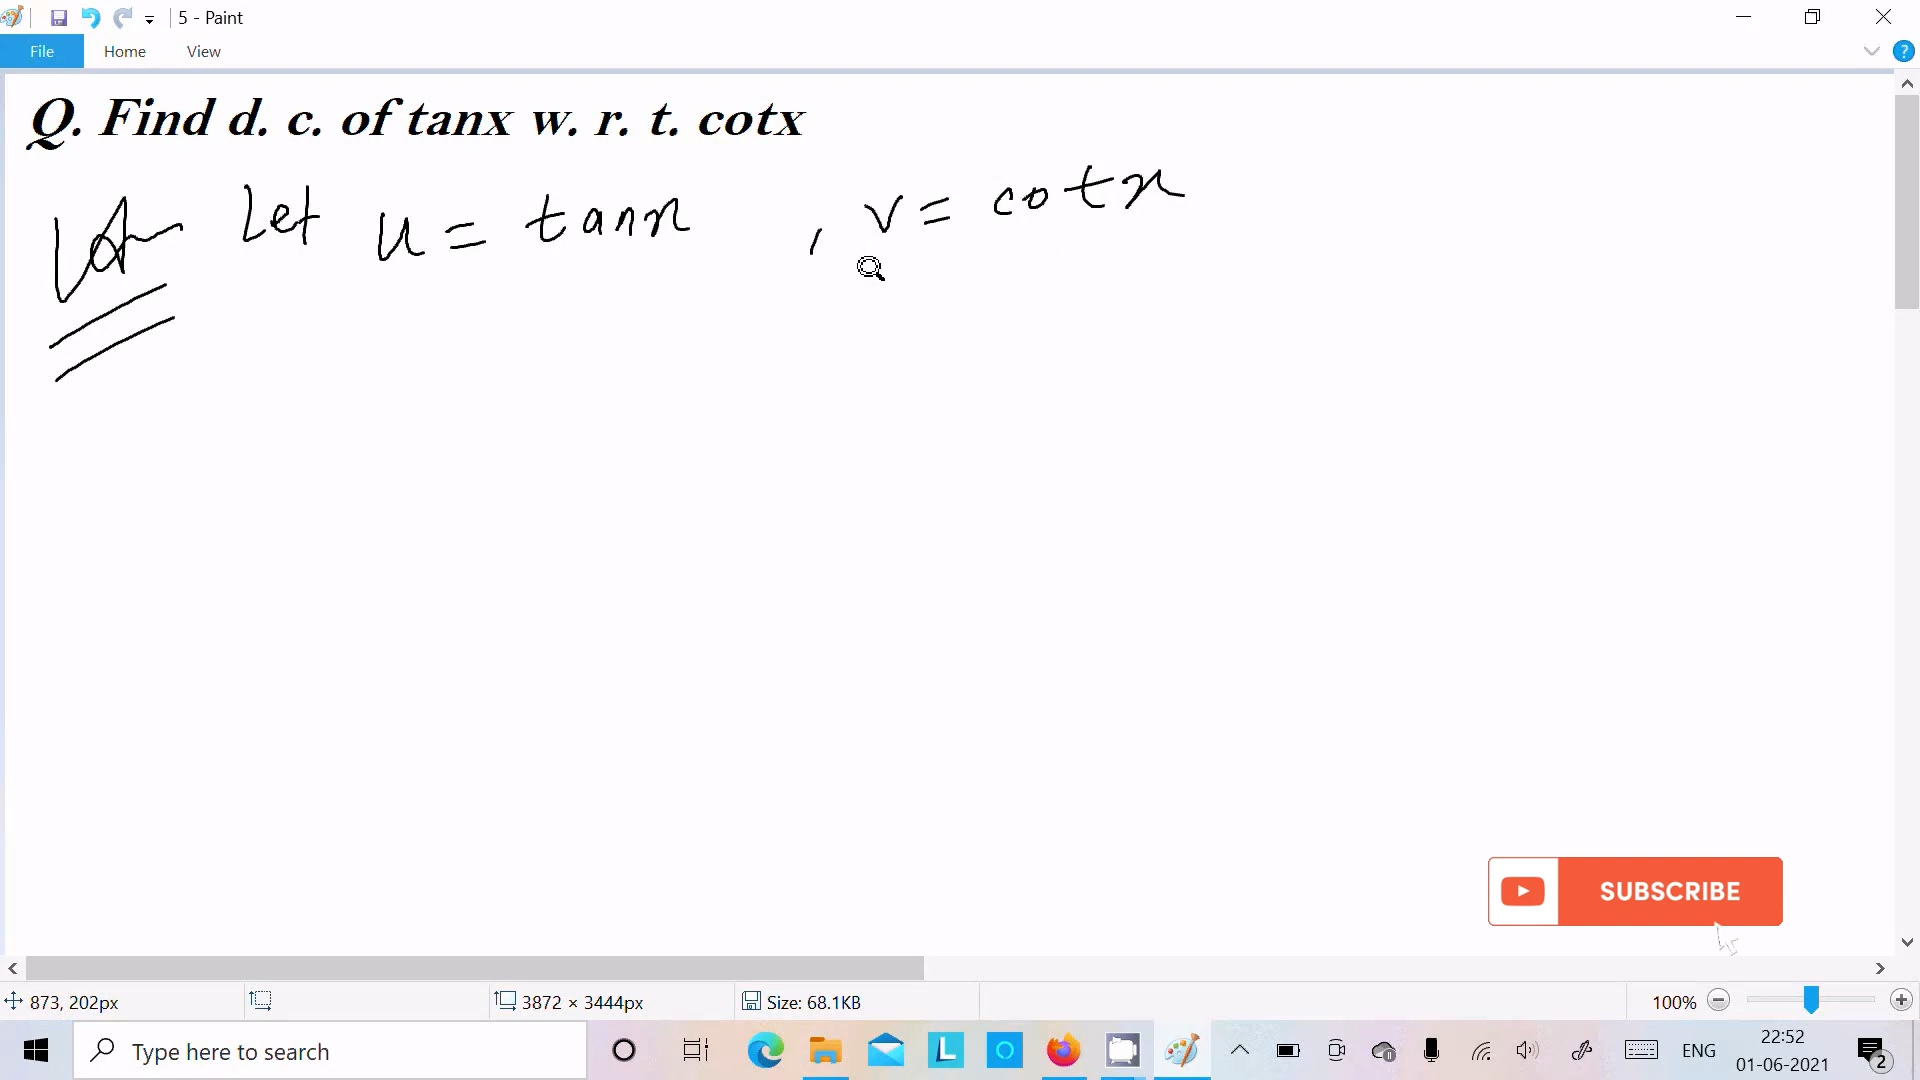 5 - Paint
File Home View
Q. Find d. c. of tanx w. r. t. cotx
Let u = tanx , v = cotx
SUBSCRIBE
873, 202px 3872 × 3444px Size: 68.1KB 100%
Type here to search ENG 22:52
01-06-2021 2